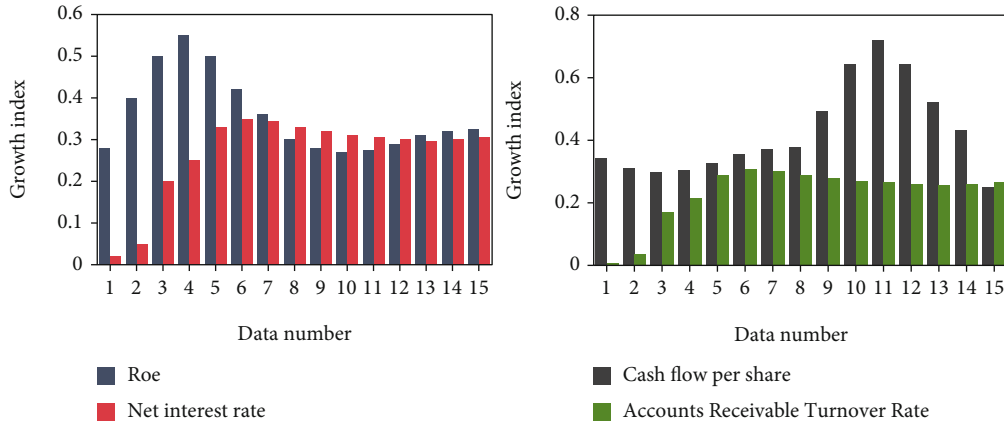 0.6
0.5
0.4
0.3
0.2
0.1
0
Growth index
1 2 3 4 5 6 7 8 9 10 11 12 13 14 15
Data number
Roe
Net interest rate
0.8
0.6
0.4
0.2
0
Growth index
1 2 3 4 5 6 7 8 9 10 11 12 13 14 15
Data number
Cash flow per share
Accounts Receivable Turnover Rate